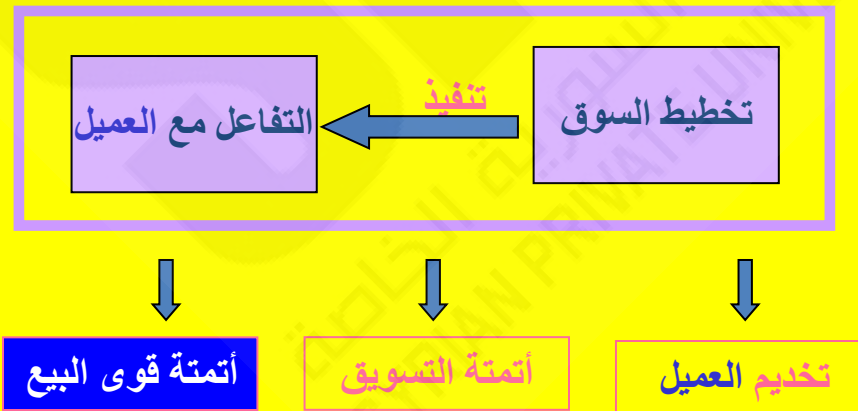 تخطيط السوق
تنفيذ
التفاعل مع العميل
تخديم العميل
أتمتة التسويق
أتمتة قوى البيع